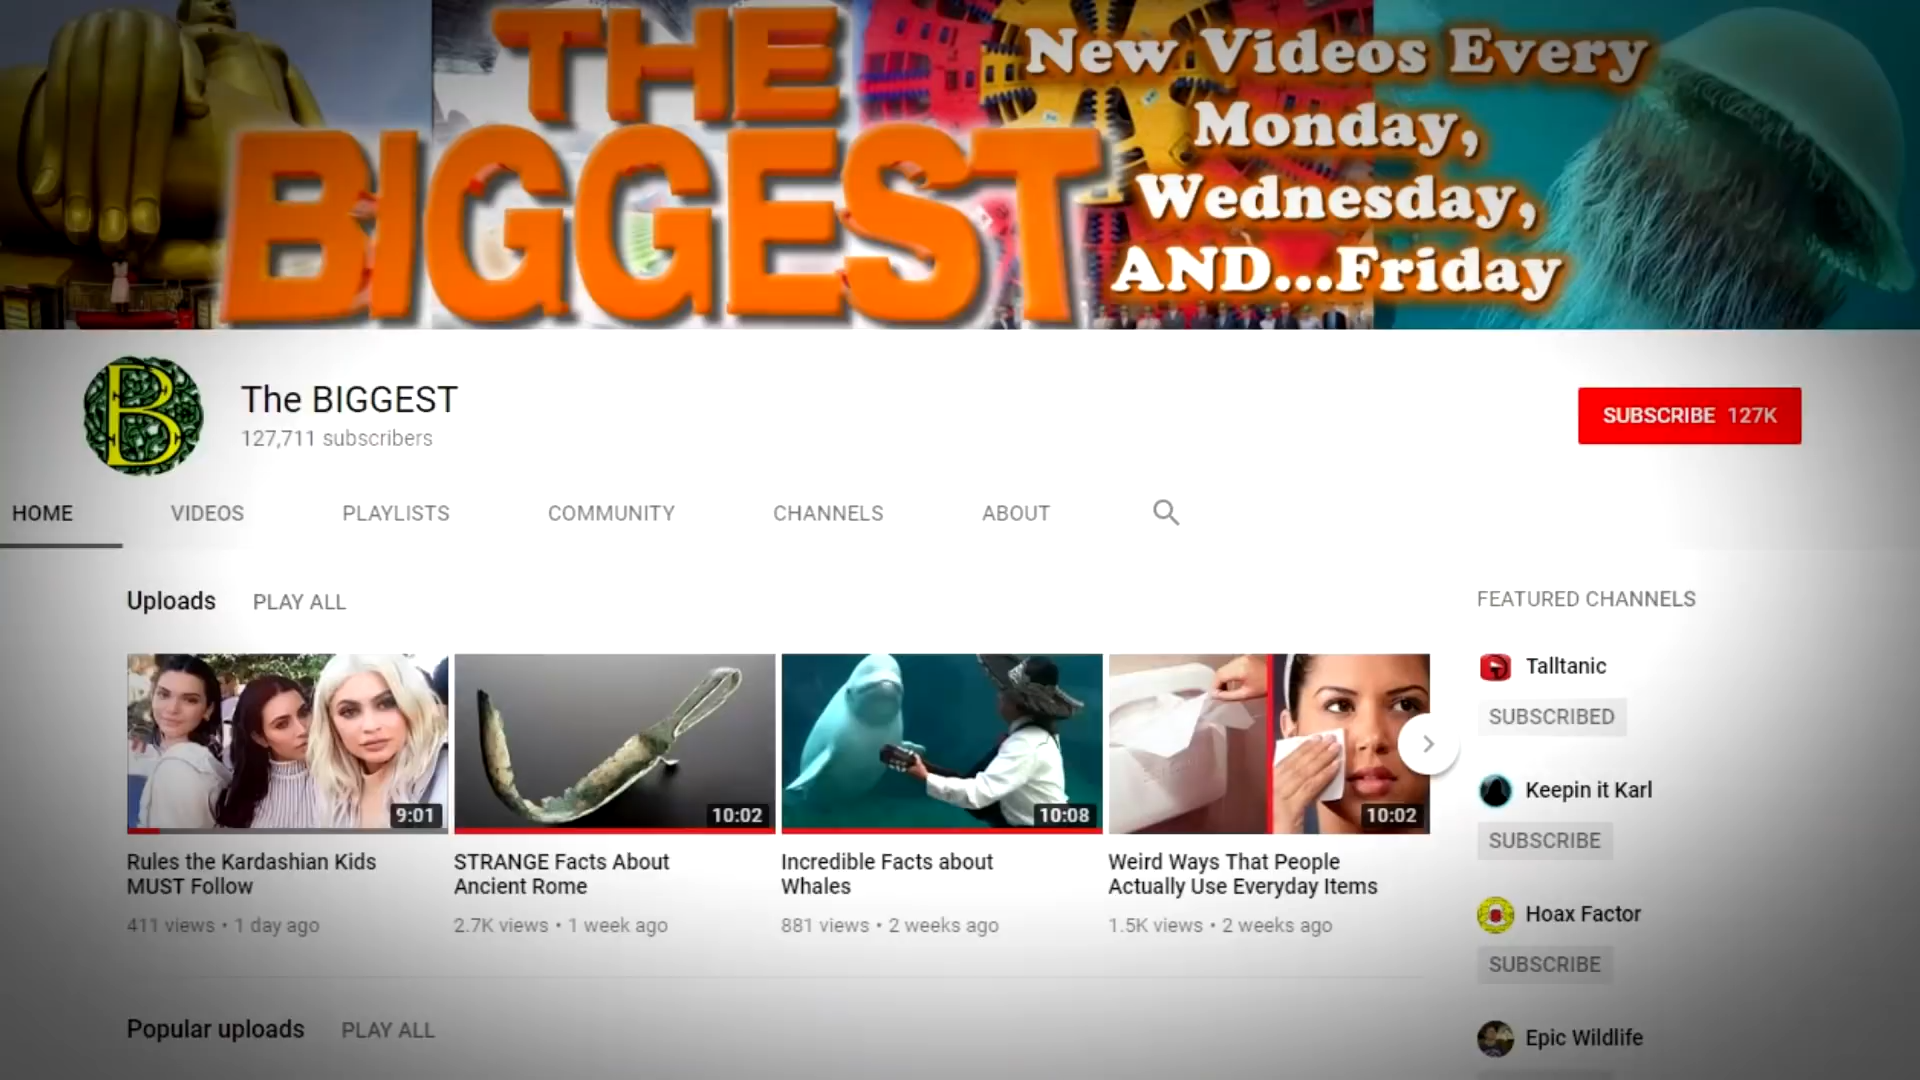 THE
BIGGEST
New Videos Every
Monday,
Wednesday,
AND...Friday
B
The BIGGEST
127,711 subscribers
SUBSCRIBE 127K
HOME VIDEOS PLAYLISTS COMMUNITY CHANNELS ABOUT
Uploads PLAY ALL
9:01
10:02
10:08
10:02
Rules the Kardashian Kids
MUST Follow
411 views • 1 day ago
STRANGE Facts About
Ancient Rome
2.7K views • 1 week ago
Incredible Facts about
Whales
881 views • 2 weeks ago
Weird Ways That People
Actually Use Everyday Items
1.5K views • 2 weeks ago
Popular uploads PLAY ALL
FEATURED CHANNELS
Talltanic
SUBSCRIBED
Keepin it Karl
SUBSCRIBE
Hoax Factor
SUBSCRIBE
Epic Wildlife